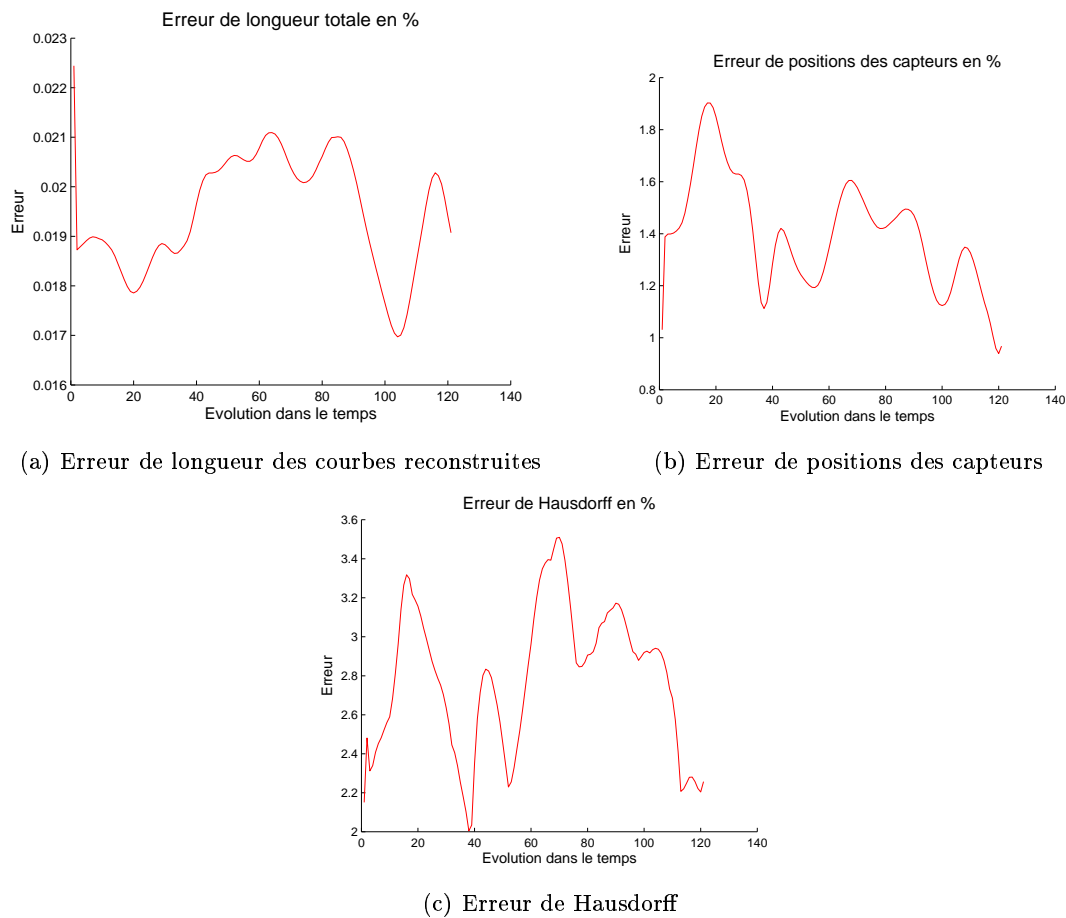 Erreur de longueur totale en %
0.023
0.022
0.021
0.02
0.019
0.018
0.017
0.016
Erreur
0 20 40 60 80 100 120 140
Evolution dans le temps
(a) Erreur de longueur des courbes reconstruites
Erreur de positions des capteurs en %
2
1.8
1.6
1.4
1.2
1
0.8
Erreur
0 20 40 60 80 100 120 140
Evolution dans le temps
(b) Erreur de positions des capteurs
Erreur de Hausdorff en %
3.6
3.4
3.2
3
2.8
2.6
2.4
2.2
2
Erreur
0 20 40 60 80 100 120 140
Evolution dans le temps
(c) Erreur de Hausdorff